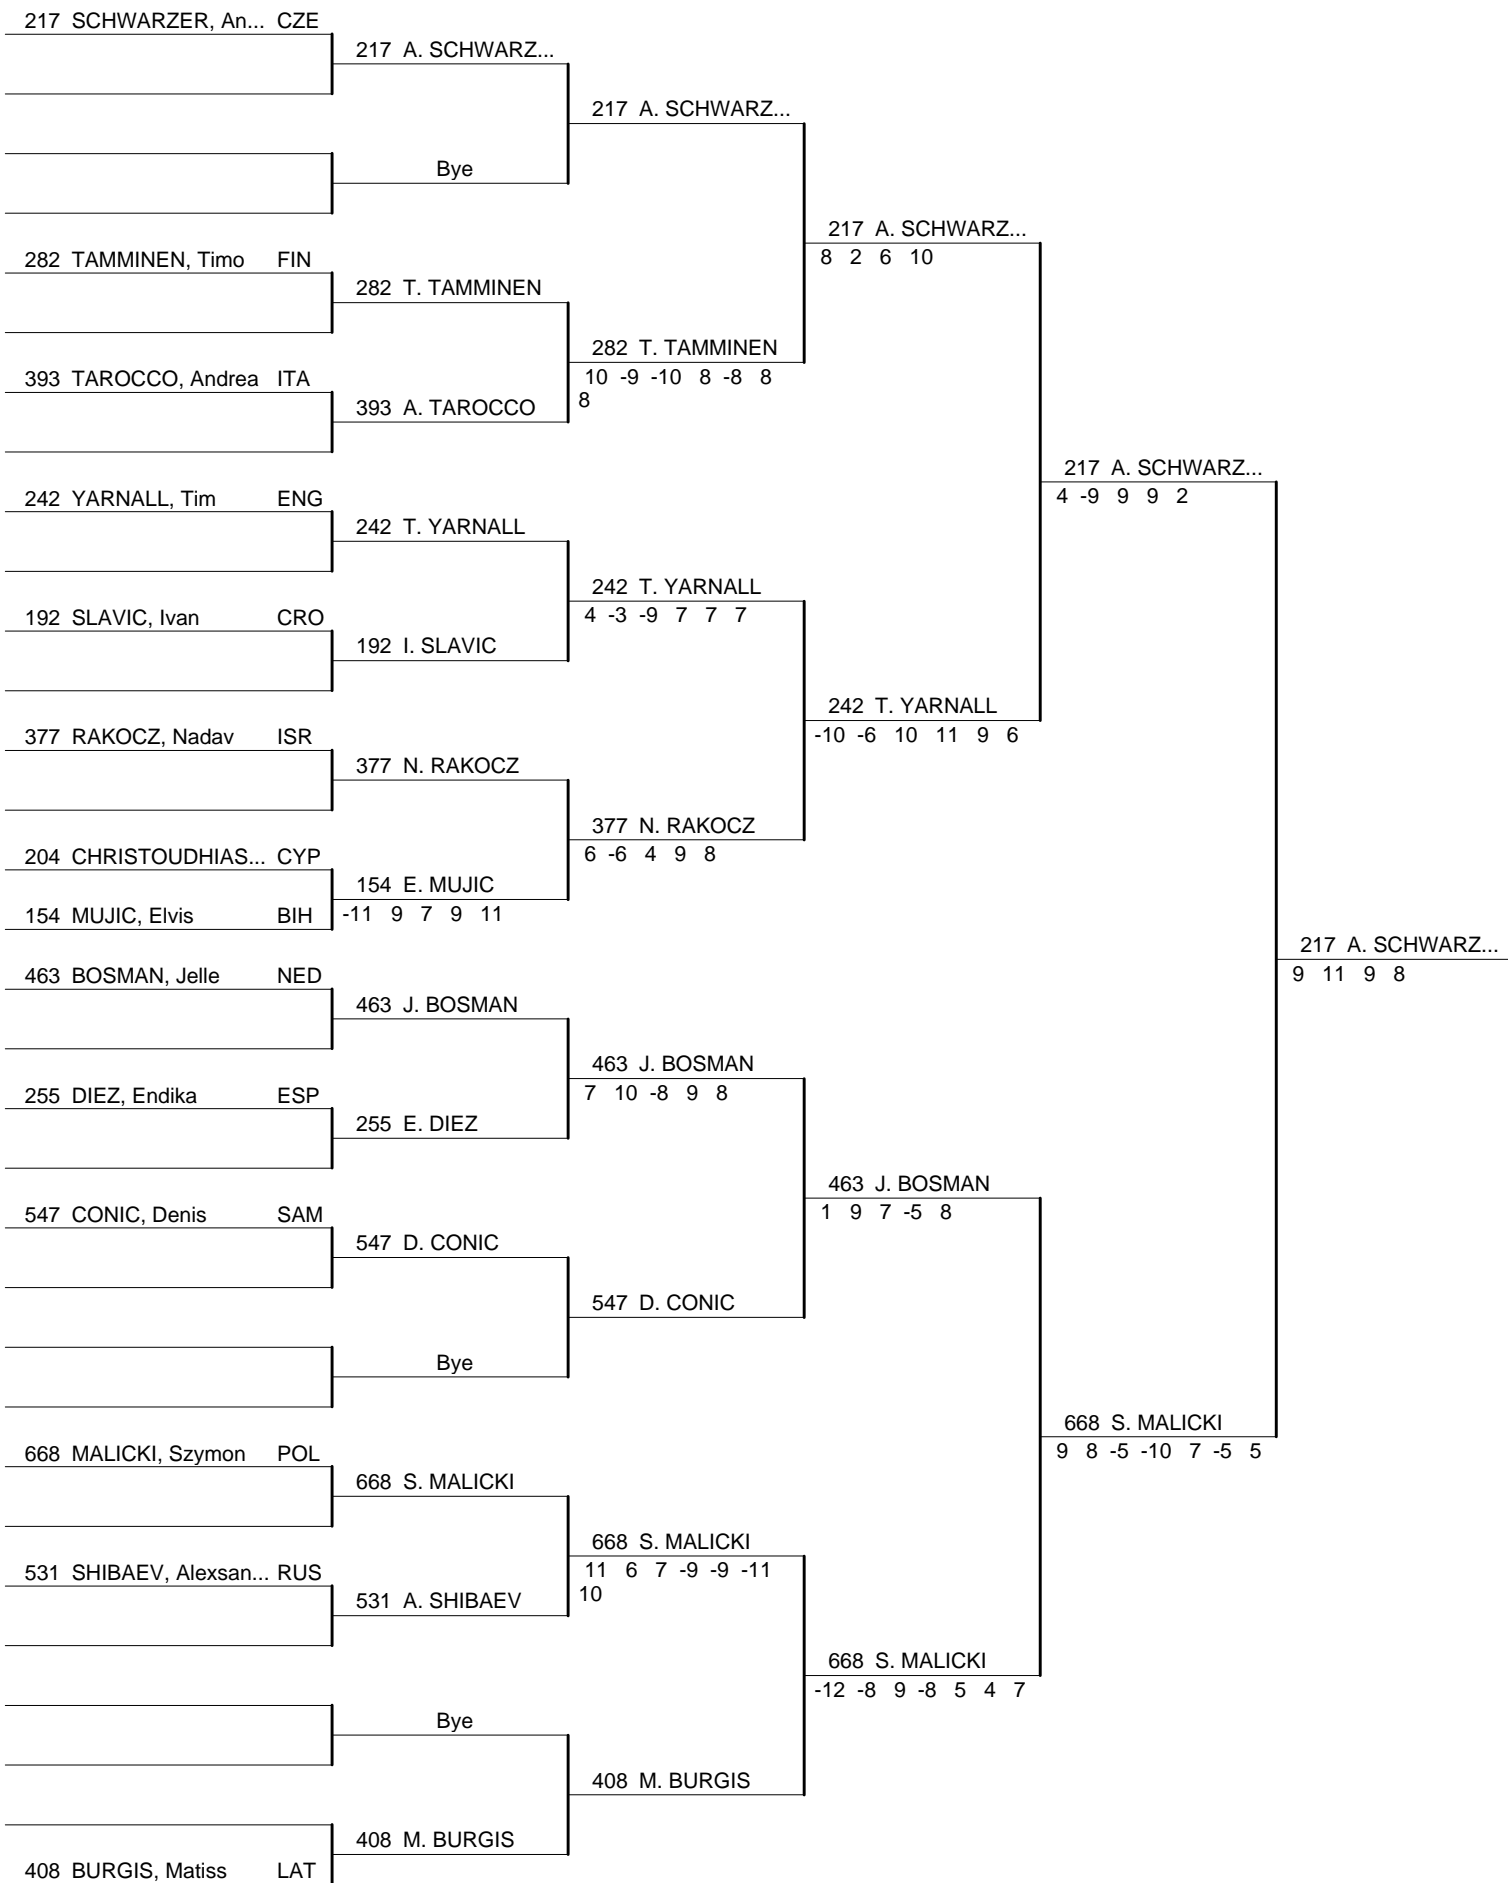 217 SCHWARZER, An... CZE
217 A. SCHWARZ...
217 A. SCHWARZ...
Bye
217 A. SCHWARZ...
8 2 6 10
282 TAMMINEN, Timo FIN
282 T. TAMMINEN
282 T. TAMMINEN
10 -9 -10 8 -8 8
8
393 TAROCCO, Andrea ITA
393 A. TAROCCO
217 A. SCHWARZ...
4 -9 9 9 2
242 YARNALL, Tim ENG
242 T. YARNALL
242 T. YARNALL
4 -3 -9 7 7 7
192 SLAVIC, Ivan CRO
192 I. SLAVIC
242 T. YARNALL
-10 -6 10 11 9 6
377 RAKOCZ, Nadav ISR
377 N. RAKOCZ
377 N. RAKOCZ
6 -6 4 9 8
204 CHRISTOUDHIAS... CYP
154 E. MUJIC
-11 9 7 9 11
154 MUJIC, Elvis BIH
217 A. SCHWARZ...
9 11 9 8
463 BOSMAN, Jelle NED
463 J. BOSMAN
463 J. BOSMAN
7 10 -8 9 8
255 DIEZ, Endika ESP
255 E. DIEZ
463 J. BOSMAN
1 9 7 -5 8
547 CONIC, Denis SAM
547 D. CONIC
547 D. CONIC
Bye
668 S. MALICKI
9 8 -5 -10 7 -5 5
668 MALICKI, Szymon POL
668 S. MALICKI
668 S. MALICKI
11 6 7 -9 -9 -11
10
531 SHIBAEV, Alexsan... RUS
531 A. SHIBAEV
668 S. MALICKI
-12 -8 9 -8 5 4 7
Bye
408 M. BURGIS
408 M. BURGIS
408 BURGIS, Matiss LAT